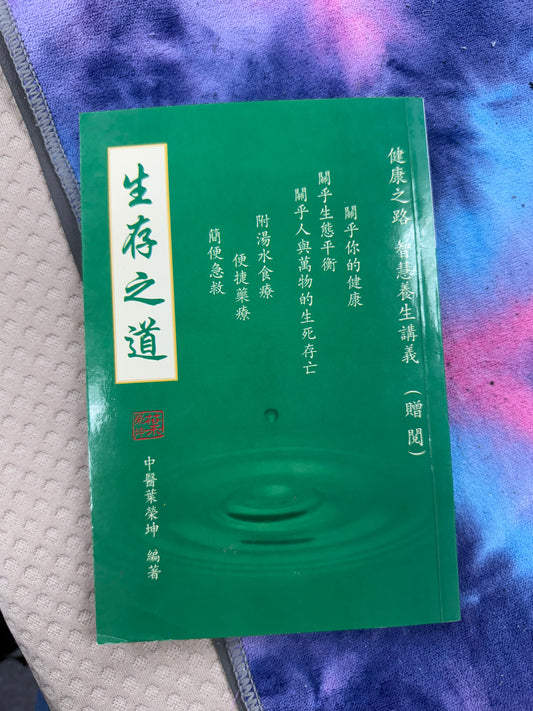 健康之路 智慧養生講義 (贈閱)
關乎你的健康
關乎生態平衡
關乎人與萬物的生死存亡
附湯水食療
便捷藥療
簡便急救
生存之道
中醫葉榮坤 編著